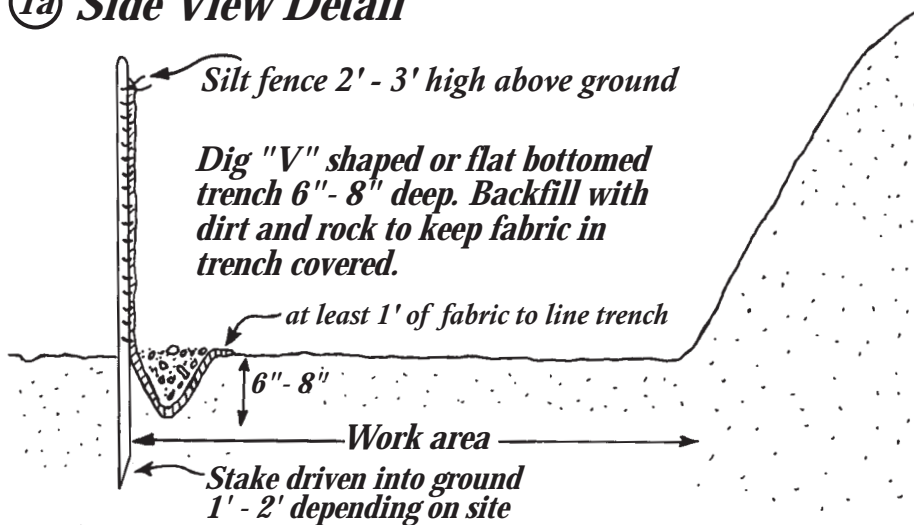 1a Side View Detail
Silt fence 2' - 3' high above ground
Dig "V" shaped or flat bottomed
trench 6"- 8" deep. Backfill with
dirt and rock to keep fabric in
trench covered.
at least 1' of fabric to line trench
6"- 8"
Work area
Stake driven into ground
1' - 2' depending on site